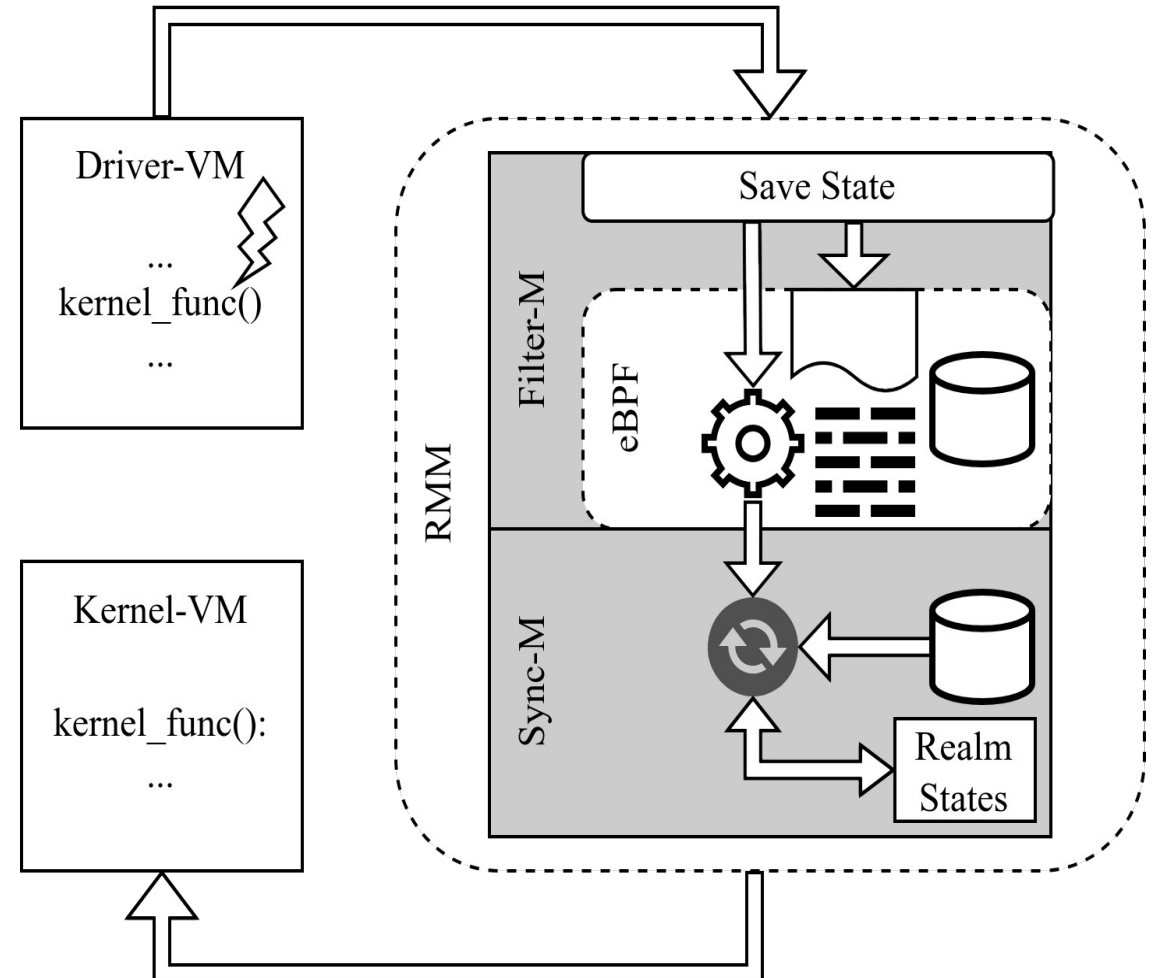 Driver-VM
...
kernel_func()
...
Kernel-VM
kernel_func():
...
RMM
Filter-M
Save State
eBPF
Sync-M
Realm
States